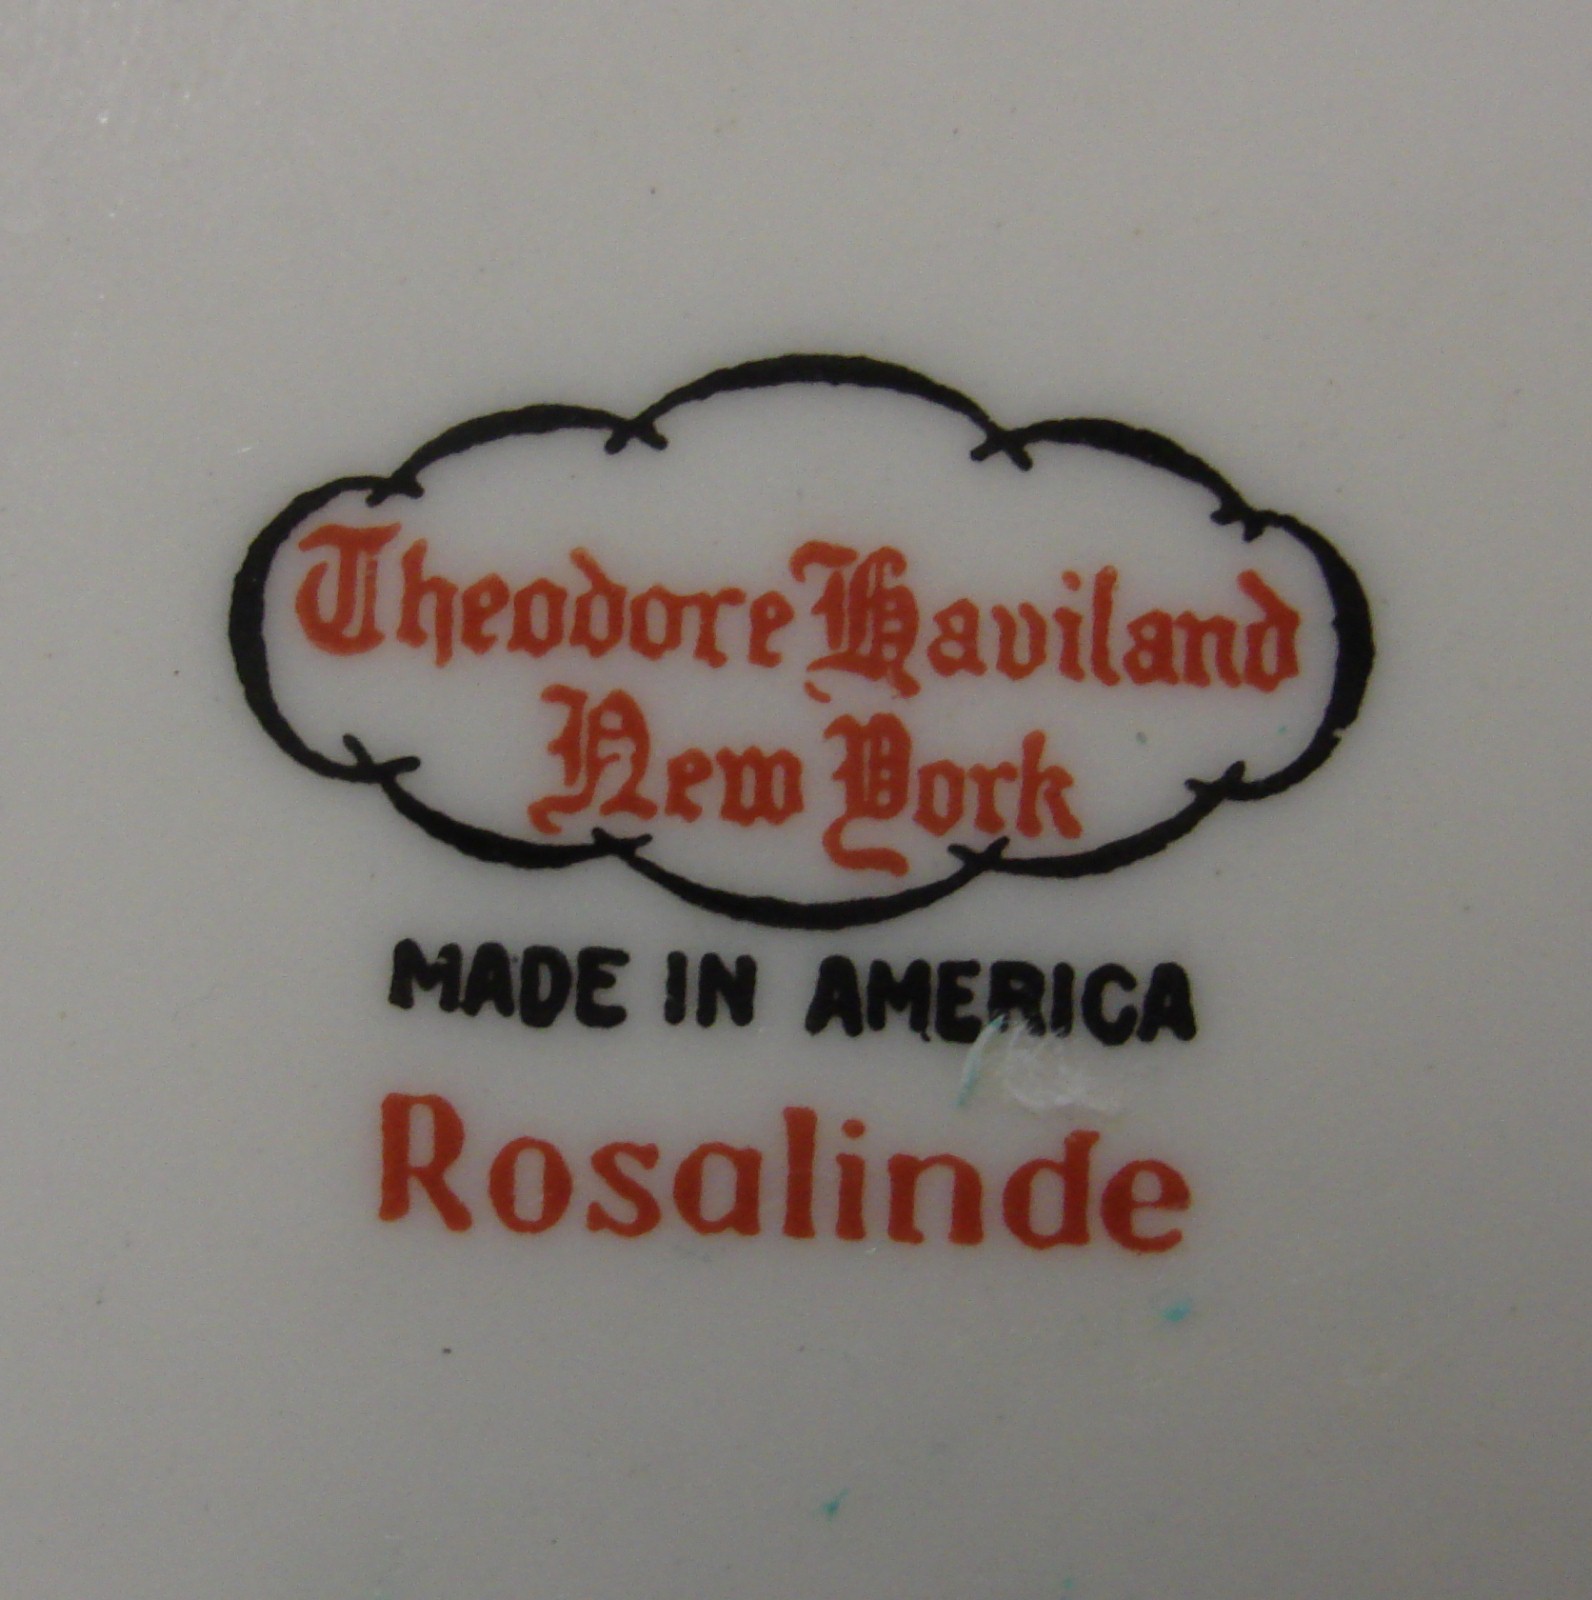 Theodore Haviland
New York
MADE IN AMERICA
Rosalinde